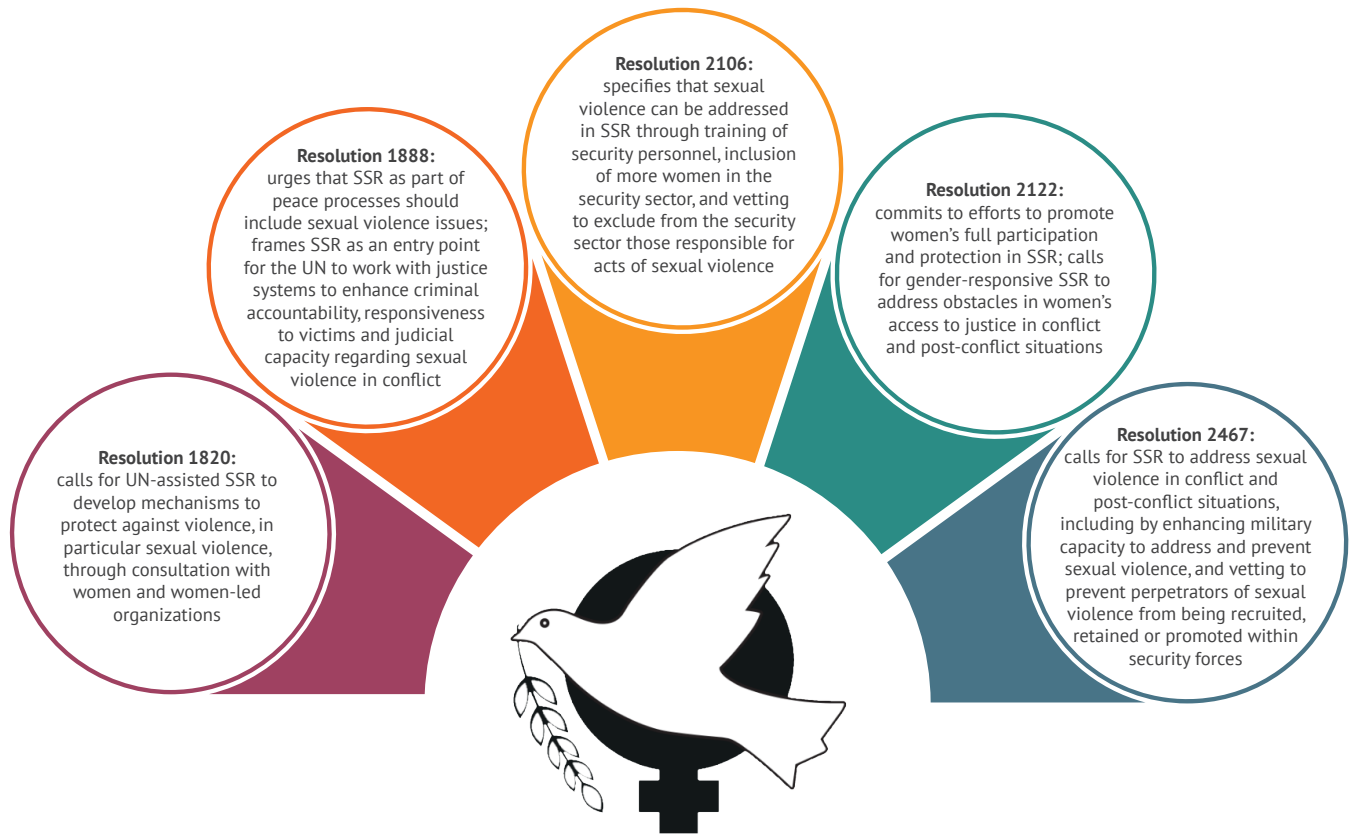 Resolution 1820:
calls for UN-assisted SSR to
develop mechanisms to
protect against violence, in
particular sexual violence,
through consultation with
women and women-led
organizations
Resolution 1888:
urges that SSR as part of
peace processes should
include sexual violence issues;
frames SSR as an entry point
for the UN to work with justice
systems to enhance criminal
accountability, responsiveness
to victims and judicial
capacity regarding sexual
violence in conflict
Resolution 2106:
specifies that sexual
violence can be addressed
in SSR through training of
security personnel, inclusion
of more women in the
security sector, and vetting
to exclude from the security
sector those responsible for
acts of sexual violence
Resolution 2122:
commits to efforts to promote
women’s full participation
and protection in SSR; calls
for gender-responsive SSR to
address obstacles in women’s
access to justice in conflict
and post-conflict situations
Resolution 2467:
calls for SSR to address sexual
violence in conflict and
post-conflict situations,
including by enhancing military
capacity to address and prevent
sexual violence, and vetting to
prevent perpetrators of sexual
violence from being recruited,
retained or promoted within
security forces